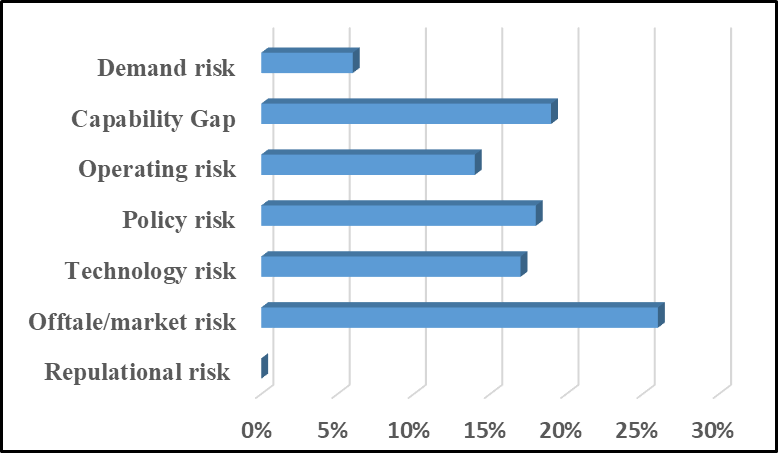 Demand risk
Capability Gap
Operating risk
Policy risk
Technology risk
Offtale/market risk
Repulational risk
0% 5% 10% 15% 20% 25% 30%